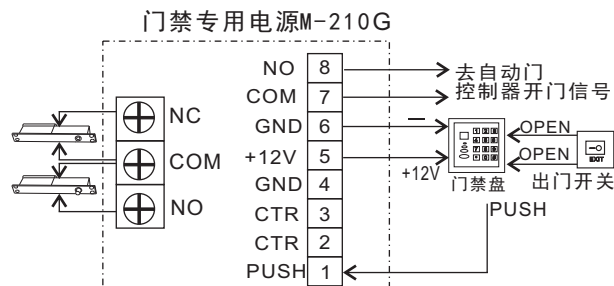 门禁专用电源M-210G
NO 8 去自动门
COM 7 控制器开门信号
NC
GND 6 − OPEN
COM
+12V 5 +12V OPEN
EXIT
门禁盘 出门开关
GND 4
NO
CTR 3 PUSH
CTR 2
PUSH 1